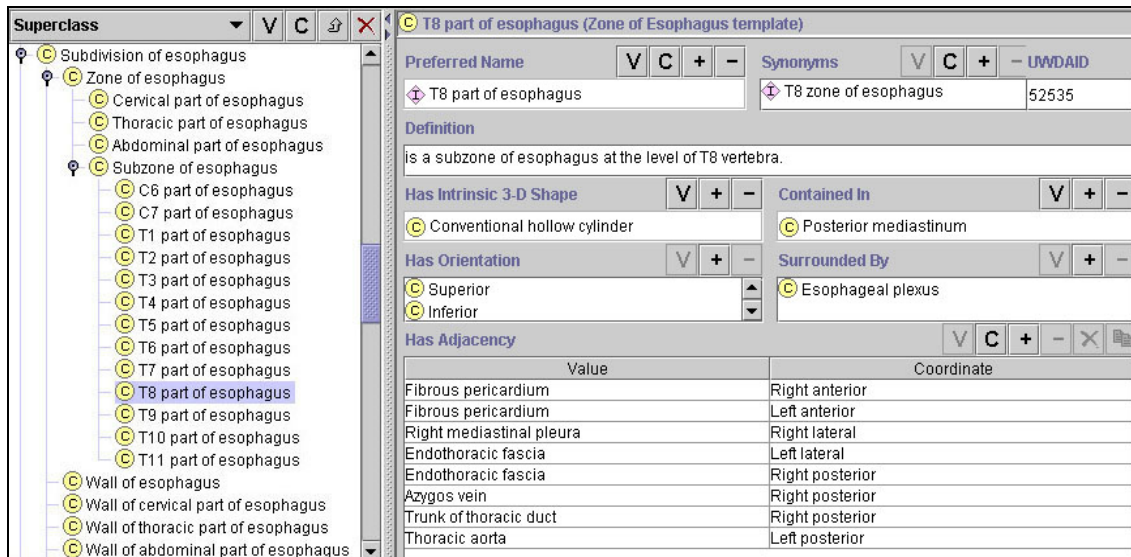 Superclass V C
Subdivision of esophagus
Zone of esophagus
Cervical part of esophagus
Thoracic part of esophagus
Abdominal part of esophagus
Subzone of esophagus
C6 part of esophagus
C7 part of esophagus
T1 part of esophagus
T2 part of esophagus
T3 part of esophagus
T4 part of esophagus
T5 part of esophagus
T6 part of esophagus
T7 part of esophagus
T8 part of esophagus
T9 part of esophagus
T10 part of esophagus
T11 part of esophagus
Wall of esophagus
Wall of cervical part of esophagus
Wall of thoracic part of esophagus
Wall of abdominal part of esophagus
C T8 part of esophagus (Zone of Esophagus template)
Preferred Name V C + − Synonyms V C + − UWDAID
T8 part of esophagus T8 zone of esophagus 52535
Definition
is a subzone of esophagus at the level of T8 vertebra.
Has Intrinsic 3-D Shape V + − Contained In V + −
C Conventional hollow cylinder C Posterior mediastinum
Has Orientation V + − Surrounded By V + −
C Superior C Esophageal plexus
C Inferior
Has Adjacency V C + −
Value Coordinate
Fibrous pericardium Right anterior
Fibrous pericardium Left anterior
Right mediastinal pleura Right lateral
Endothoracic fascia Left lateral
Endothoracic fascia Right posterior
Azygos vein Right posterior
Trunk of thoracic duct Right posterior
Thoracic aorta Left posterior